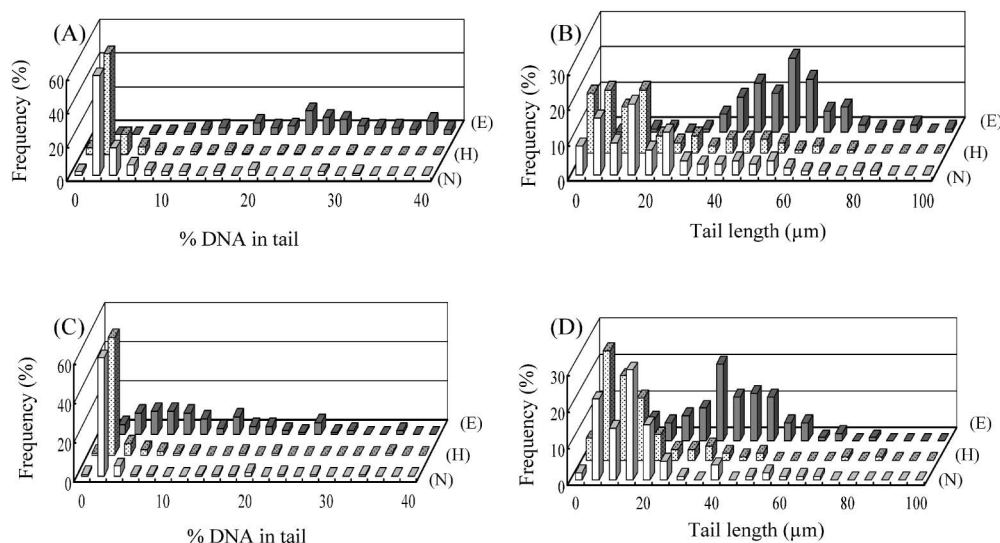 (A)
Frequency (%)
60
40
20
0
0 10 20 30 40
(E)
(H)
(N)
% DNA in tail
(B)
Frequency (%)
30
20
10
0
0 20 40 60 80 100
(E)
(H)
(N)
Tail length (µm)
(C)
Frequency (%)
60
40
20
0
0 10 20 30 40
(E)
(H)
(N)
% DNA in tail
(D)
Frequency (%)
30
20
10
0
0 20 40 60 80 100
(E)
(H)
(N)
Tail length (µm)